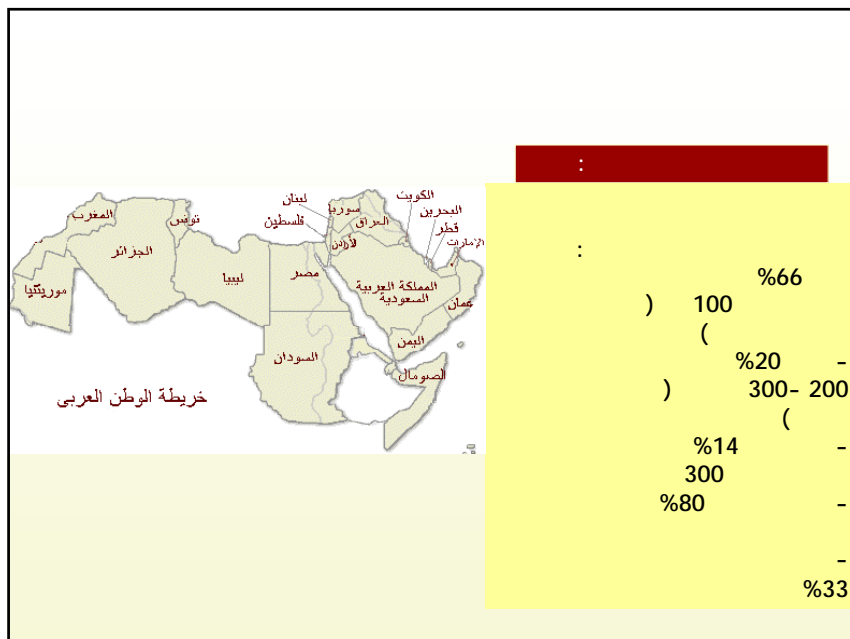 :
:
%66
( 100
)
- %20
200 -300 (
)
- %14
300
- %80
-
%33
لبنان
سوريا
الكويت
العراق
البحرين
قطر
الإمارات
فلسطين
الأردن
المغرب
تونس
الجزائر
ليبيا
مصر
المملكة العربية
السعودية
عمان
موريتانيا
اليمن
السودان
الصومال
خريطة الوطن العربى